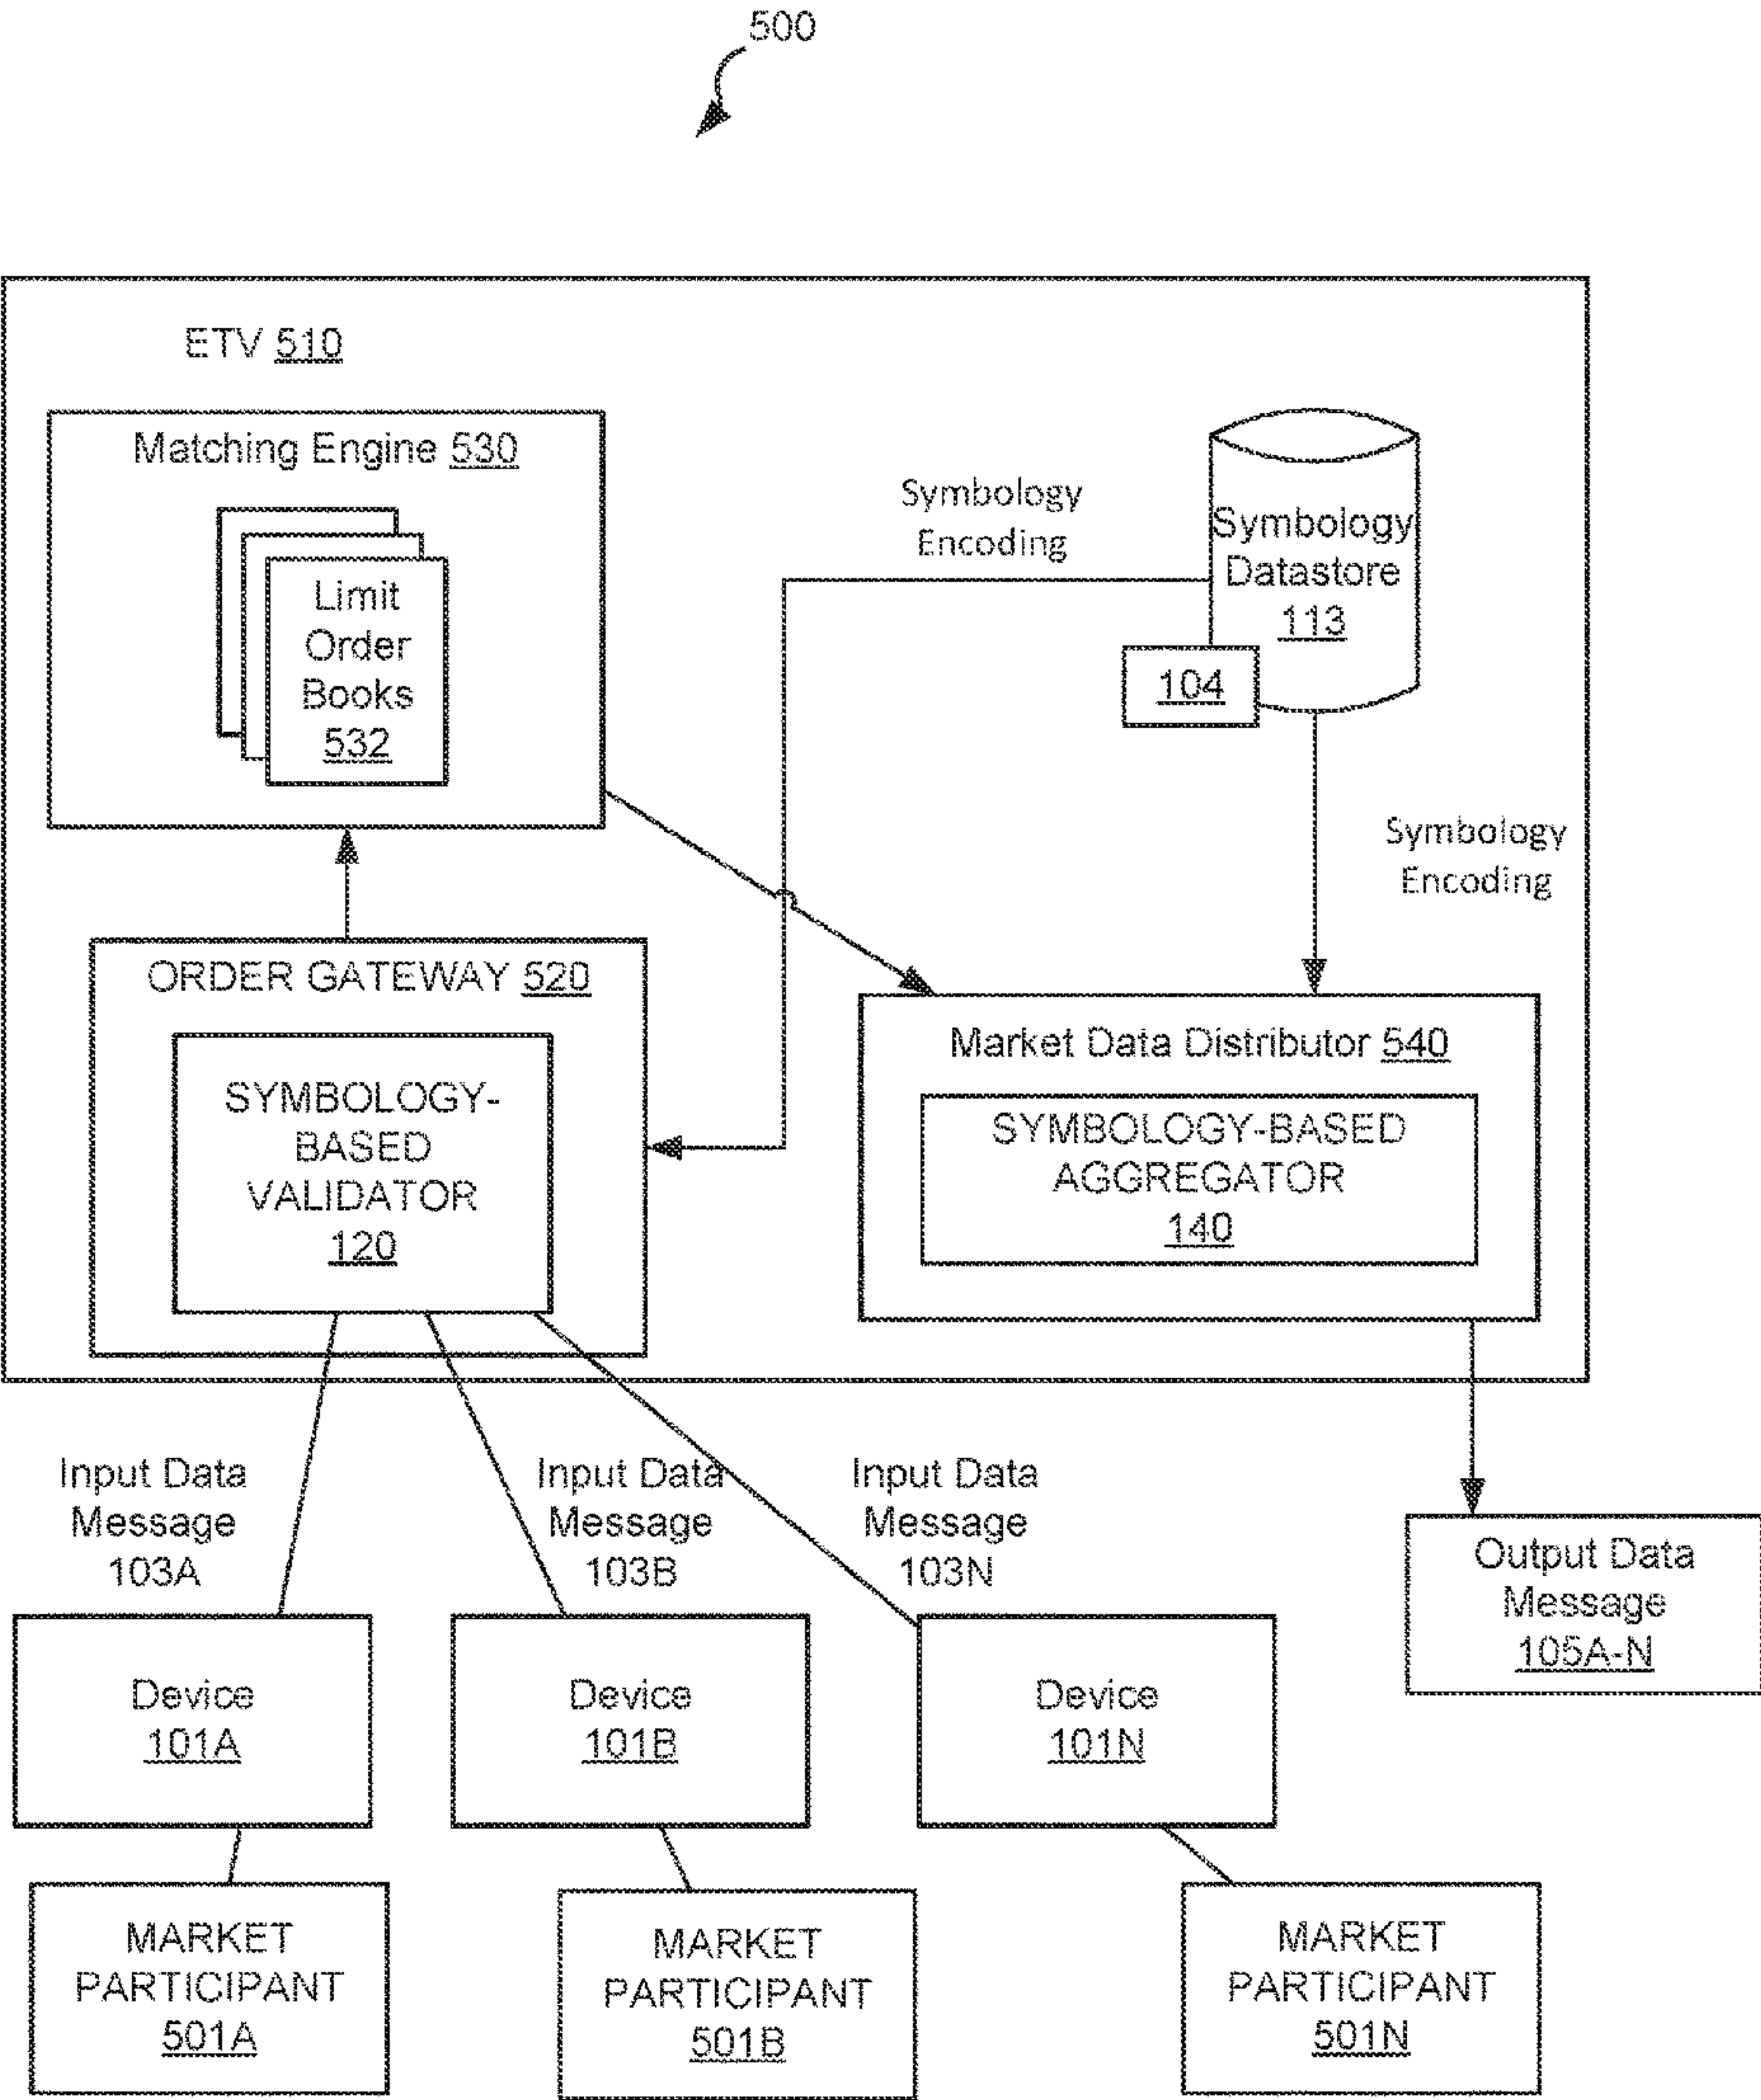 500
ETV 510
Matching Engine 530
Limit
Order
Books
532
Symbology
Encoding
Symbology
Datastore
113
104
Symbology
Encoding
ORDER GATEWAY 520
SYMBOLOGY-
BASED
VALIDATOR
120
Market Data Distributor 540
SYMBOLOGY-BASED
AGGREGATOR
140
Input Data
Message
103A
Input Data
Message
103B
Input Data
Message
103N
Output Data
Message
105A-N
Device
101A
Device
101B
Device
101N
MARKET
PARTICIPANT
501A
MARKET
PARTICIPANT
501B
MARKET
PARTICIPANT
501N